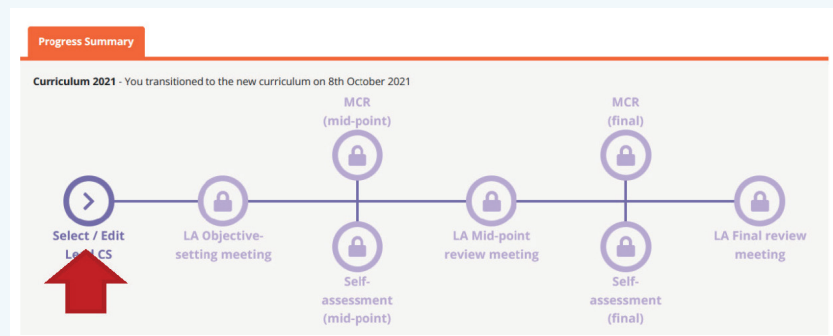 Progress Summary
Curriculum 2021 - You transitioned to the new curriculum on 8th October 2021
MCR
(mid-point)
MCR
(final)
Select / Edit
CS
LA Objective-
setting meeting
LA Mid-point
review meeting
LA Final review
meeting
Self-
assessment
(mid-point)
Self-
assessment
(final)